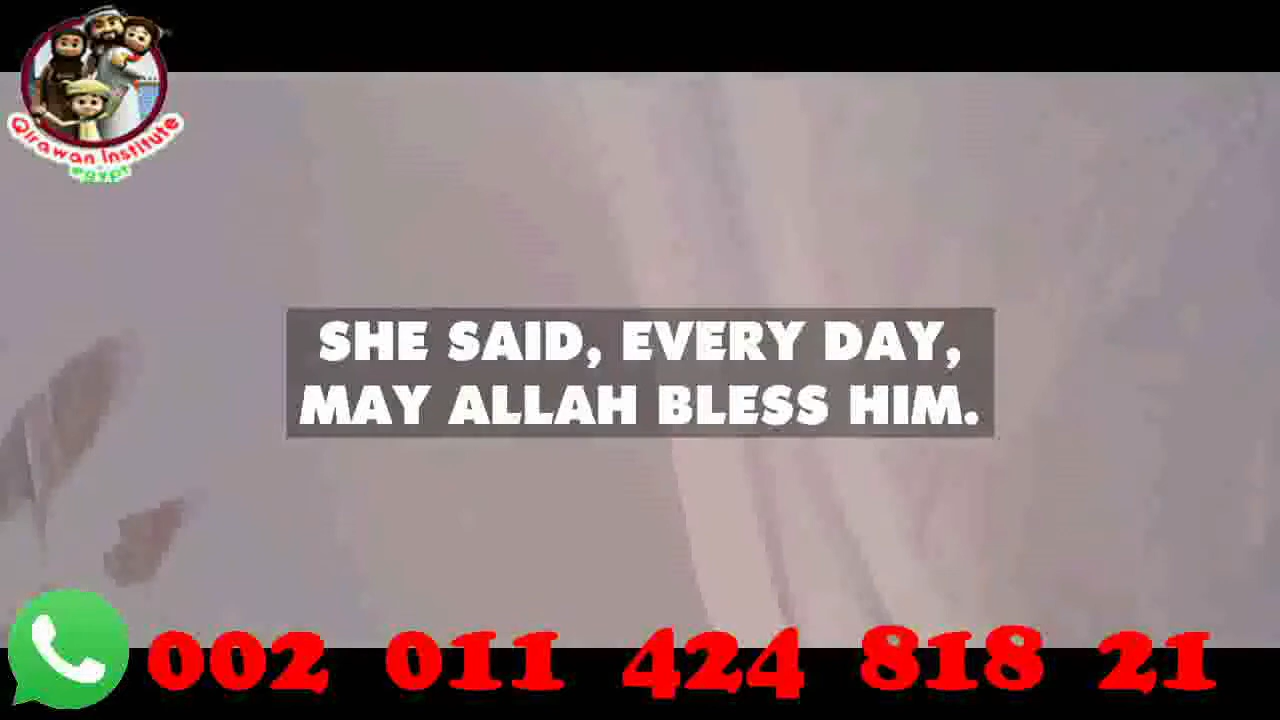 Qirawan Institute
egypt
SHE SAID, EVERY DAY,
MAY ALLAH BLESS HIM.
002 011 424 818 21